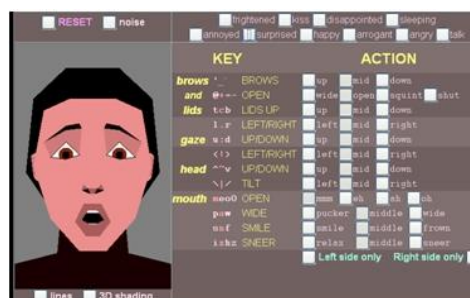 RESET noise
frightened kiss disappointed sleeping
annoyed surprised happy arrogant angry talk
KEY ACTION
brows '_ BROWS up mid down
and OPEN wide open squint shut
lids tcb LIDS UP up mid down
l.r LEFT/RIGHT left mid right
gaze u:d UP/DOWN up mid down
<!> LEFT/RIGHT left mid right
head ^~v UP/DOWN up mid down
\|/ TILT left mid right
mouth meoO OPEN mmm eh ah oh
paw WIDE pucker middle wide
usf SMILE smile middle frown
SNEER relax middle sneer
Left side only Right side only
lines 3D shading